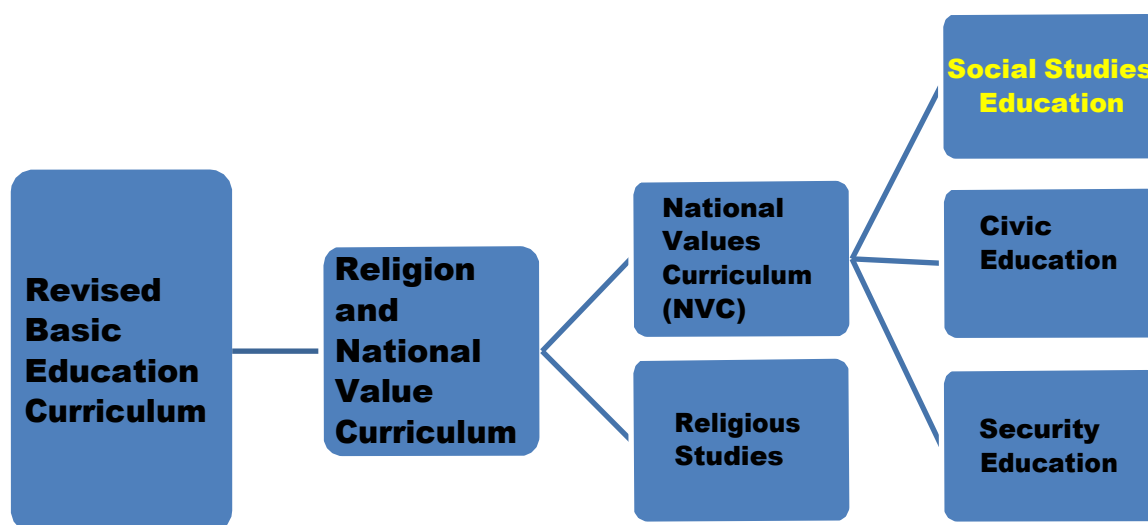 Revised
Basic
Education
Curriculum
Religion
and
National
Value
Curriculum
National
Values
Curriculum
(NVC)
Religious
Studies
Social Studies
Education
Civic
Education
Security
Education